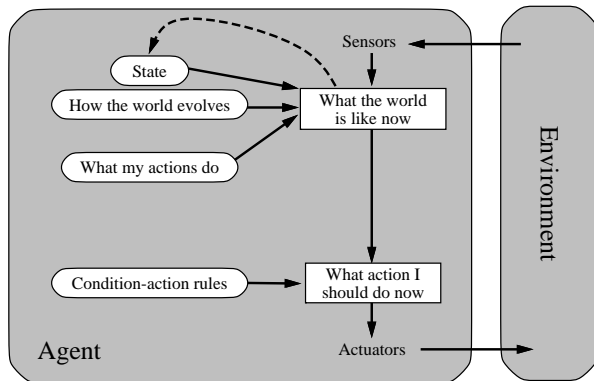 Sensors
State
How the world evolves
What the world
is like now
What my actions do
Condition-action rules
What action I
should do now
Agent
Actuators
Environment